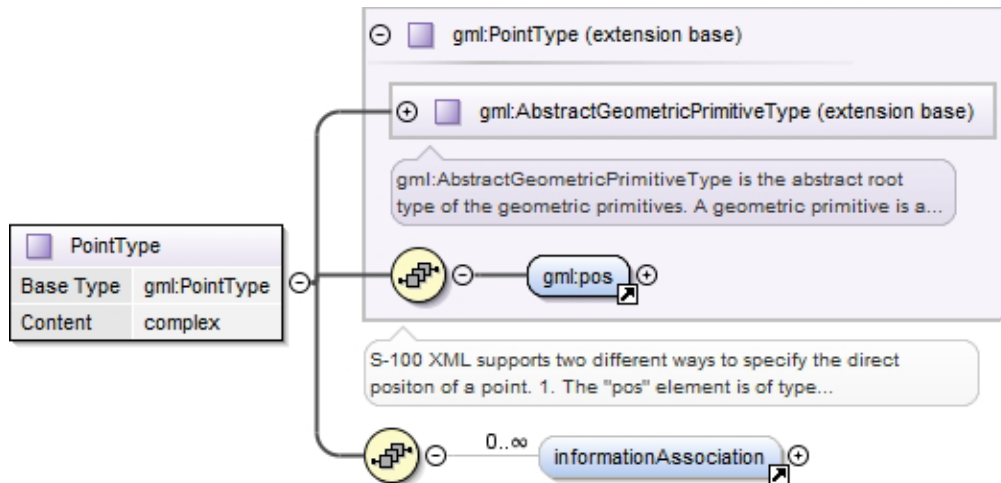 gml:PointType (extension base)
gml:AbstractGeometricPrimitiveType (extension base)
gml:AbstractGeometricPrimitiveType is the abstract root
type of the geometric primitives. A geometric primitive is a...
PointType
Base Type gml:PointType
Content complex
gml:pos
S-100 XML supports two different ways to specify the direct
positon of a point. 1. The "pos" element is of type...
0..∞
informationAssociation